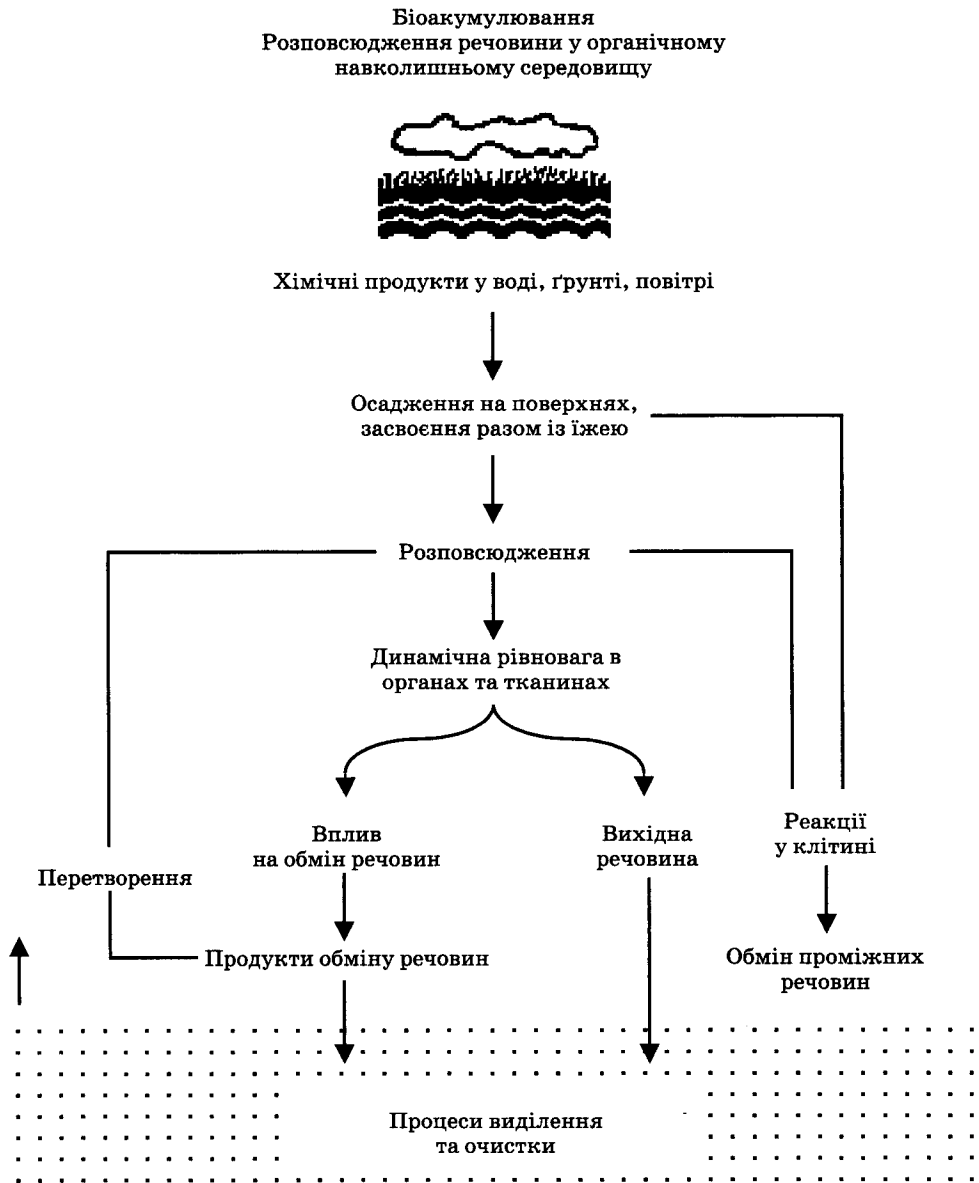 Біоакумулювання
Розповсюдження речовини у органічному
навколишньому середовищу
Хімічні продукти у воді, ґрунті, повітрі
Осадження на поверхнях,
засвоєння разом із їжею
Розповсюдження
Динамічна рівновага в
органах та тканинах
Вплив
на обмін речовин
Вихідна
речовина
Реакції
у клітині
Перетворення
Продукти обміну речовин
Обмін проміжних
речовин
Процеси виділення
та очистки